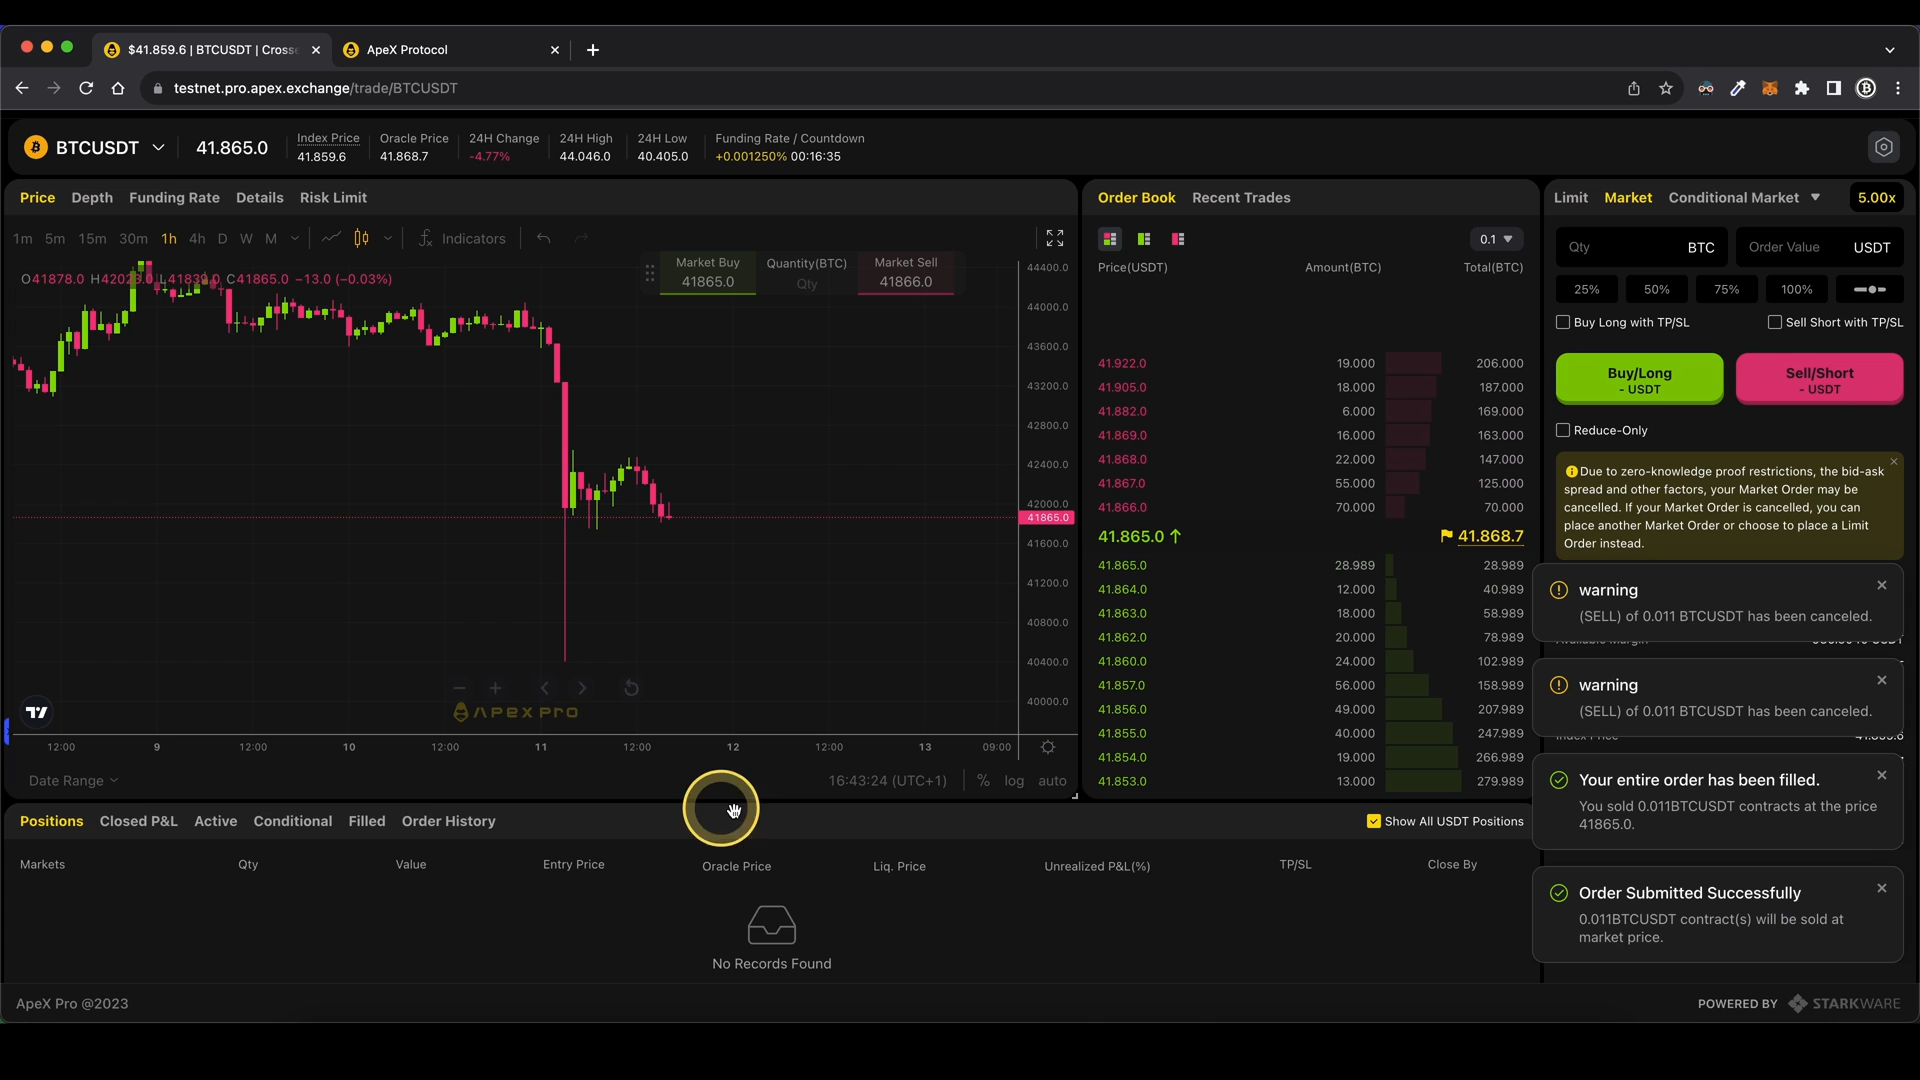 $41.859.6 | BTCUSDT | Crosse
ApeX Protocol
testnet.pro.apex.exchange/trade/BTCUSDT
BTCUSDT
41.865.0
Index Price
41.859.6
Oracle Price
41.868.7
24H Change
-4.77%
24H High
44.046.0
24H Low
40.405.0
Funding Rate / Countdown
+0.001250% 00:16:35
Price Depth Funding Rate Details Risk Limit
1m 5m 15m 30m 1h 4h D W M
Indicators
O41878.0 H42023.0 L41839.0 C41865.0 −13.0 (−0.03%)
Market Buy
41865.0
Quantity(BTC)
Qty
Market Sell
41866.0
44400.0
44000.0
43600.0
43200.0
42800.0
42400.0
42000.0
41865.0
41600.0
41200.0
40800.0
40400.0
40000.0
APEX PRO
12:00 9 12:00 10 12:00 11 12:00 12 12:00 13 09:00
Date Range
16:43:24 (UTC+1) % log auto
Order Book Recent Trades
0.1
Price(USDT) Amount(BTC) Total(BTC)
41.922.0 19.000 206.000
41.905.0 18.000 187.000
41.882.0 6.000 169.000
41.869.0 16.000 163.000
41.868.0 22.000 147.000
41.867.0 55.000 125.000
41.866.0 70.000 70.000
41.865.0 ↑ 41.868.7
41.865.0 28.989 28.989
41.864.0 12.000 40.989
41.863.0 18.000 58.989
41.862.0 20.000 78.989
41.860.0 24.000 102.989
41.857.0 56.000 158.989
41.856.0 49.000 207.989
41.855.0 40.000 247.989
41.854.0 19.000 266.989
41.853.0 13.000 279.989
Limit Market Conditional Market 5.00x
Qty BTC Order Value USDT
25% 50% 75% 100%
Buy Long with TP/SL Sell Short with TP/SL
Buy/Long
- USDT
Sell/Short
- USDT
Reduce-Only
Due to zero-knowledge proof restrictions, the bid-ask
spread and other factors, your Market Order may be
cancelled. If your Market Order is cancelled, you can
place another Market Order or choose to place a Limit
Order instead.
warning
(SELL) of 0.011 BTCUSDT has been canceled.
warning
(SELL) of 0.011 BTCUSDT has been canceled.
Your entire order has been filled.
You sold 0.011BTCUSDT contracts at the price
41865.0.
Order Submitted Successfully
0.011BTCUSDT contract(s) will be sold at
market price.
Positions Closed P&L Active Conditional Filled Order History
Show All USDT Positions
Markets Qty Value Entry Price Oracle Price Liq. Price Unrealized P&L(%) TP/SL Close By
No Records Found
ApeX Pro @2023
POWERED BY STARKWARE